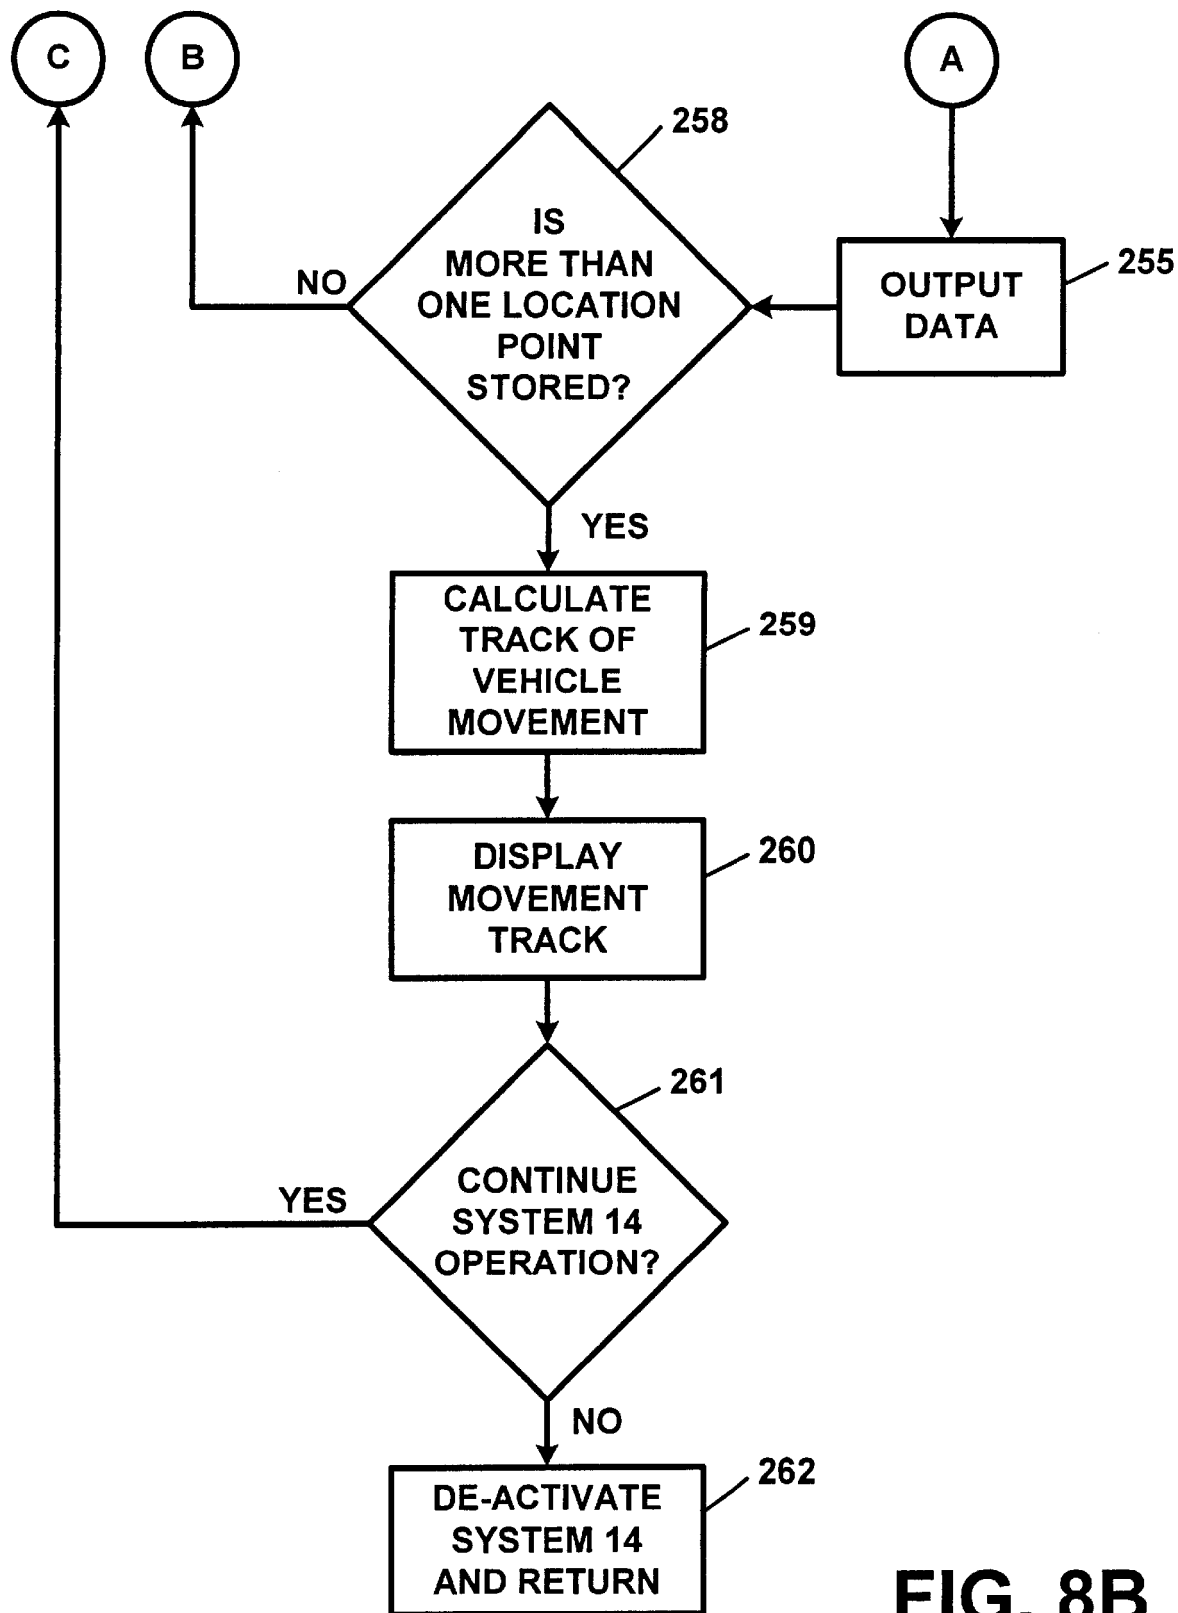 C
B
A
258
IS
MORE THAN
ONE LOCATION
POINT
STORED?
NO
255
OUTPUT
DATA
YES
CALCULATE
TRACK OF
VEHICLE
MOVEMENT
259
DISPLAY
MOVEMENT
TRACK
260
261
CONTINUE
SYSTEM 14
OPERATION?
YES
NO
262
DE-ACTIVATE
SYSTEM 14
AND RETURN
FIG. 8B